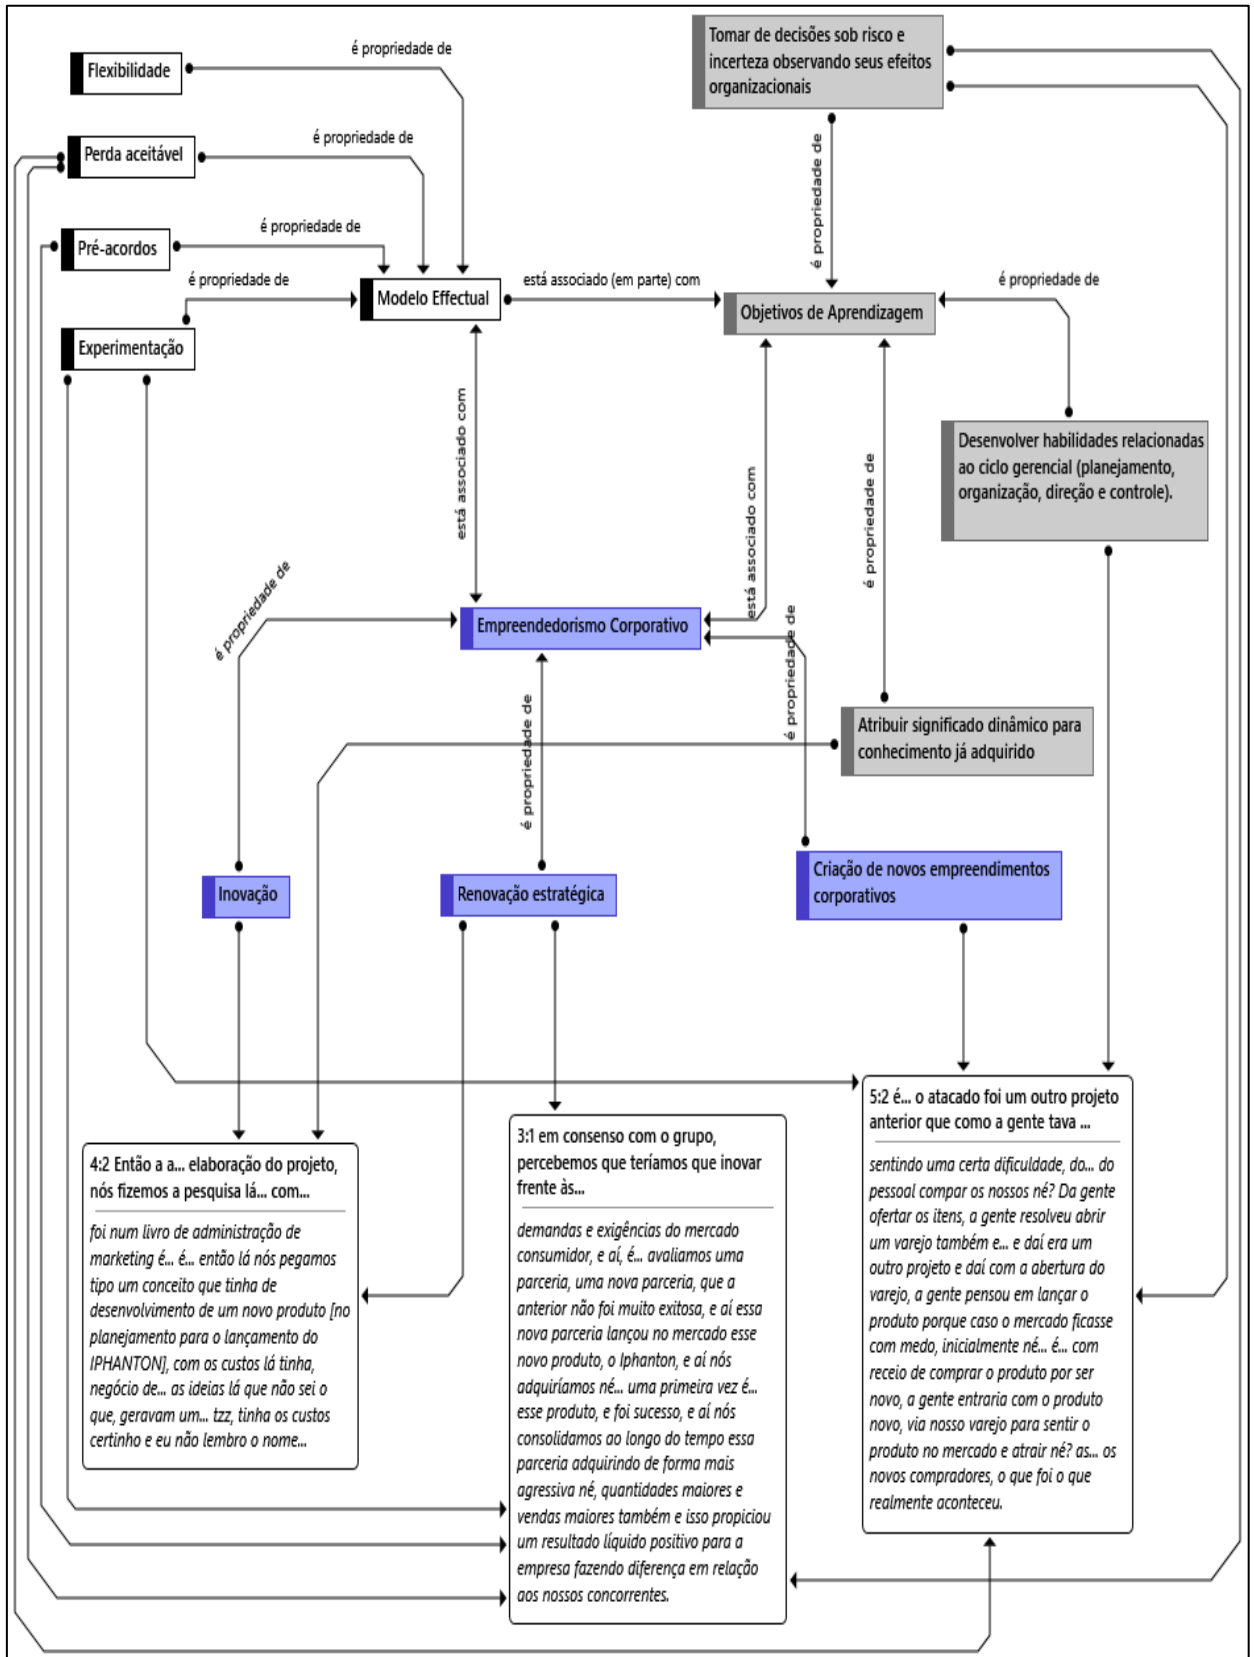 é propriedade de
Flexibilidade
Tomar de decisões sob risco e
incerteza observando seus efeitos
organizacionais
é propriedade de
Perda aceitável
é propriedade de
é propriedade de
Pré-acordos
é propriedade de
Modelo Effectual
está associado (em parte) com
Objetivos de Aprendizagem
é propriedade de
Experimentação
está associado com
está associado com
é propriedade de
Desenvolver habilidades relacionadas
ao ciclo gerencial (planejamento,
organização, direção e controle).
é propriedade de
Empreendedorismo Corporativo
é propriedade de
é propriedade de
Atribuir significado dinâmico para
conhecimento já adquirido
Inovação
Renovação estratégica
Criação de novos empreendimentos
corporativos
4:2 Então a a... elaboração do projeto,
nós fizemos a pesquisa lá... com...
foi num livro de administração de
marketing é... é... então lá nós pegamos
tipo um conceito que tinha de
desenvolvimento de um novo produto [no
planejamento para o lançamento do
IPHANTON], com os custos lá tinha,
negócio de... as ideias lá que não sei o
que, geravam um... tzz, tinha os custos
certinho e eu não lembro o nome...
3:1 em consenso com o grupo,
percebemos que teríamos que inovar
frente às...
demandas e exigências do mercado
consumidor, e aí, é... avaliamos uma
parceria, uma nova parceria, que a
anterior não foi muito exitosa, e aí essa
nova parceria lançou no mercado esse
novo produto, o Iphanton, e aí nós
adquiríamos né... uma primeira vez é...
esse produto, e foi sucesso, e aí nós
consolidamos ao longo do tempo essa
parceria adquirindo de forma mais
agressiva né, quantidades maiores e
vendas maiores também e isso propiciou
um resultado líquido positivo para a
empresa fazendo diferença em relação
aos nossos concorrentes.
5:2 é... o atacado foi um outro projeto
anterior que como a gente tava ...
sentindo uma certa dificuldade, do... do
pessoal compar os nossos né? Da gente
ofertar os itens, a gente resolveu abrir
um varejo também e... e daí era um
outro projeto e daí com a abertura do
varejo, a gente pensou em lançar o
produto porque caso o mercado ficasse
com medo, inicialmente né... é... com
receio de comprar o produto por ser
novo, a gente entraria com o produto
novo, via nosso varejo para sentir o
produto no mercado e atrair né? as... os
novos compradores, o que foi o que
realmente aconteceu.